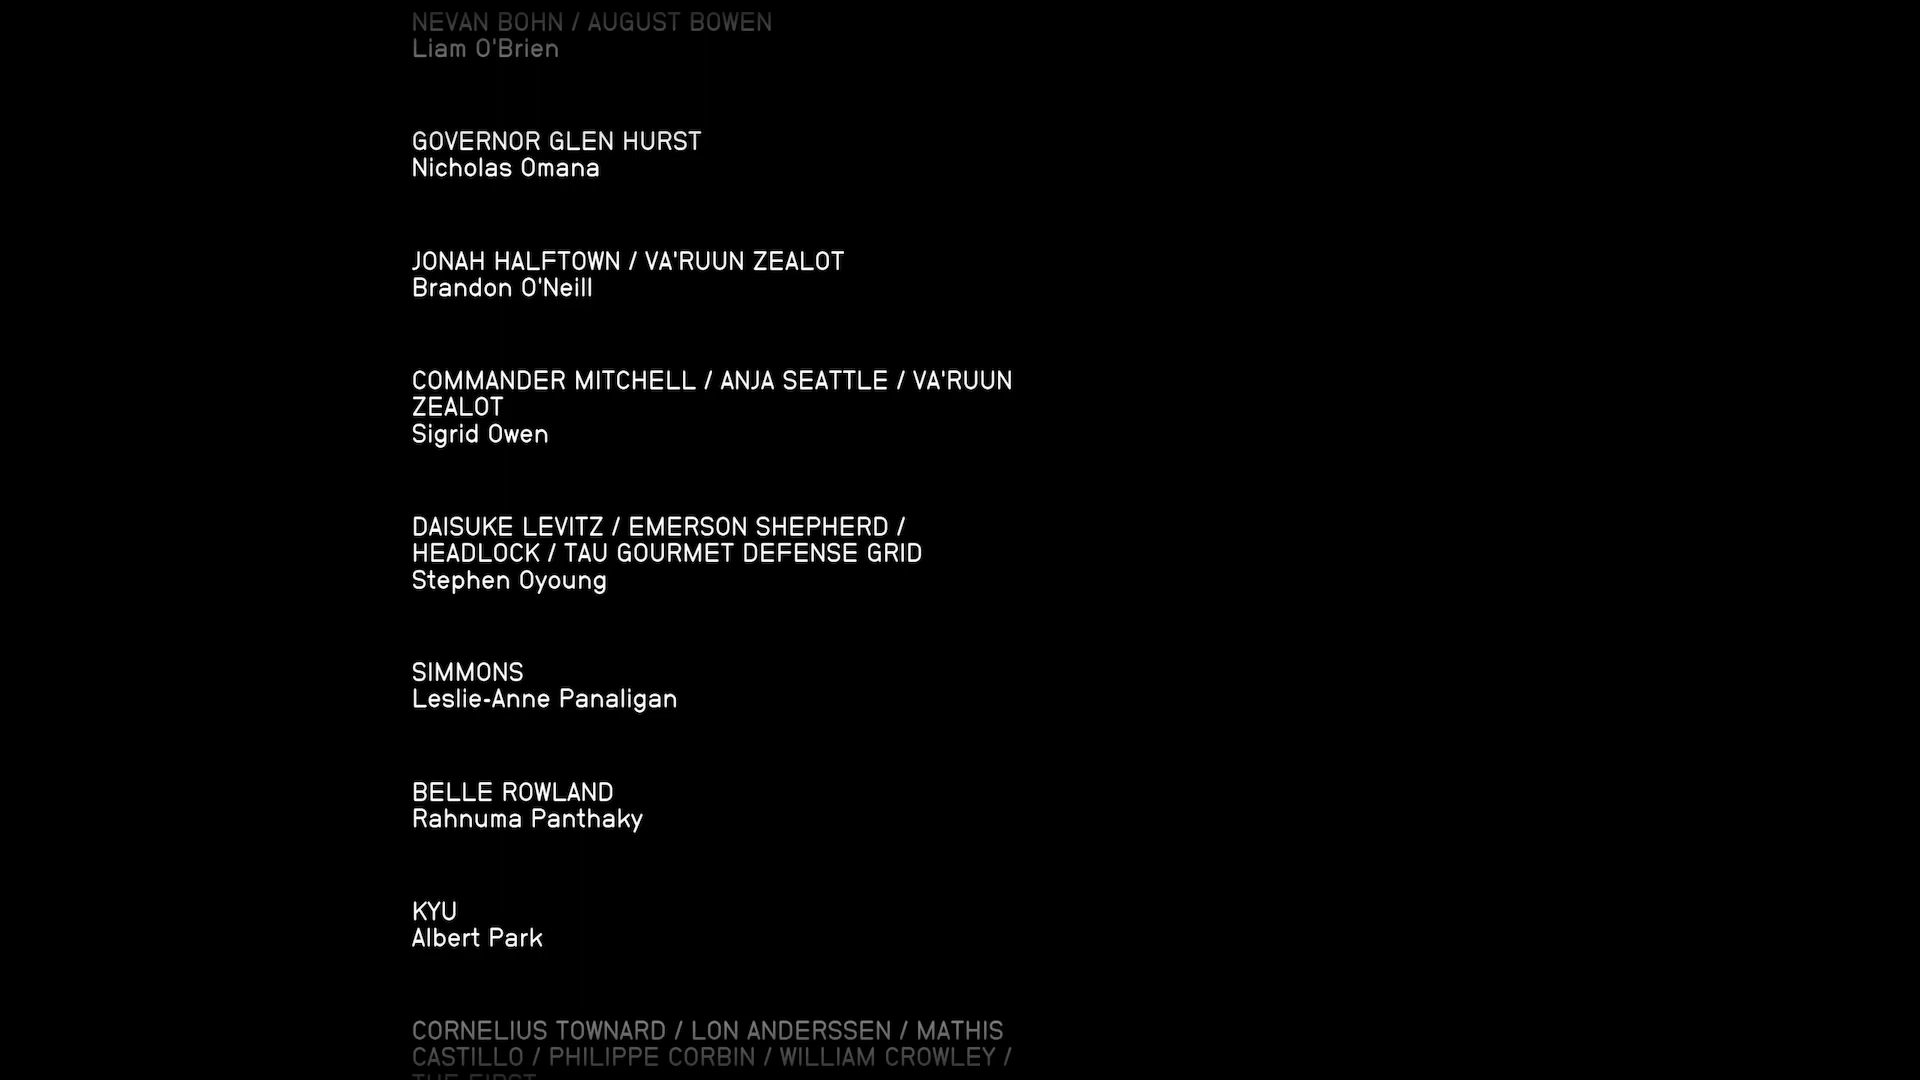 NEVAN BOHN / AUGUST BOWEN
Liam O'Brien
GOVERNOR GLEN HURST
Nicholas Omana
JONAH HALFTOWN / VA'RUUN ZEALOT
Brandon O'Neill
COMMANDER MITCHELL / ANJA SEATTLE / VA'RUUN
ZEALOT
Sigrid Owen
DAISUKE LEVITZ / EMERSON SHEPHERD /
HEADLOCK / TAU GOURMET DEFENSE GRID
Stephen Oyoung
SIMMONS
Leslie-Anne Panaligan
BELLE ROWLAND
Rahnuma Panthaky
KYU
Albert Park
CORNELIUS TOWNARD / LON ANDERSSEN / MATHIS
CASTILLO / PHILIPPE CORBIN / WILLIAM CROWLEY /
THE FIRST